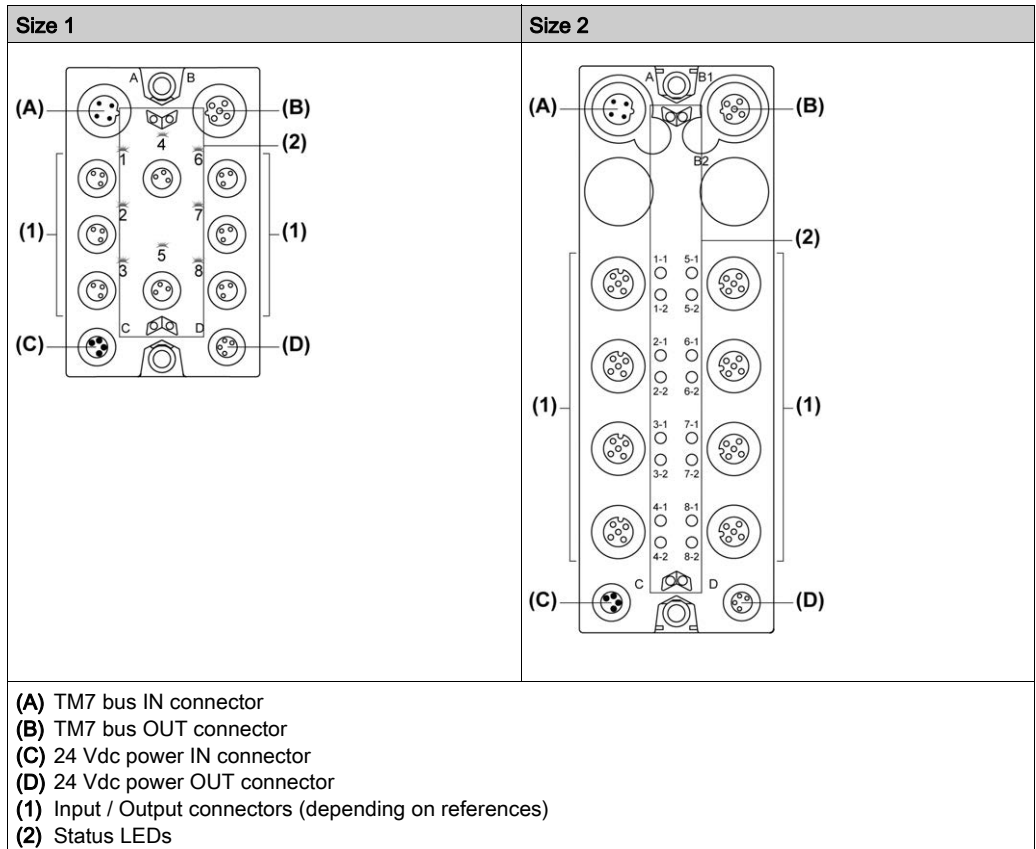 Size 1
Size 2
A B
(A) (B)
4 (2)
1 6
2 7
(1) (1)
5
3 8
C D
(C) (D)
A B1
(A) (B)
B2
(2)
1-1 5-1
1-2 5-2
2-1 6-1
2-2 6-2
(1) (1)
3-1 7-1
3-2 7-2
4-1 8-1
4-2 8-2
C D
(C) (D)
(A) TM7 bus IN connector
(B) TM7 bus OUT connector
(C) 24 Vdc power IN connector
(D) 24 Vdc power OUT connector
(1) Input / Output connectors (depending on references)
(2) Status LEDs